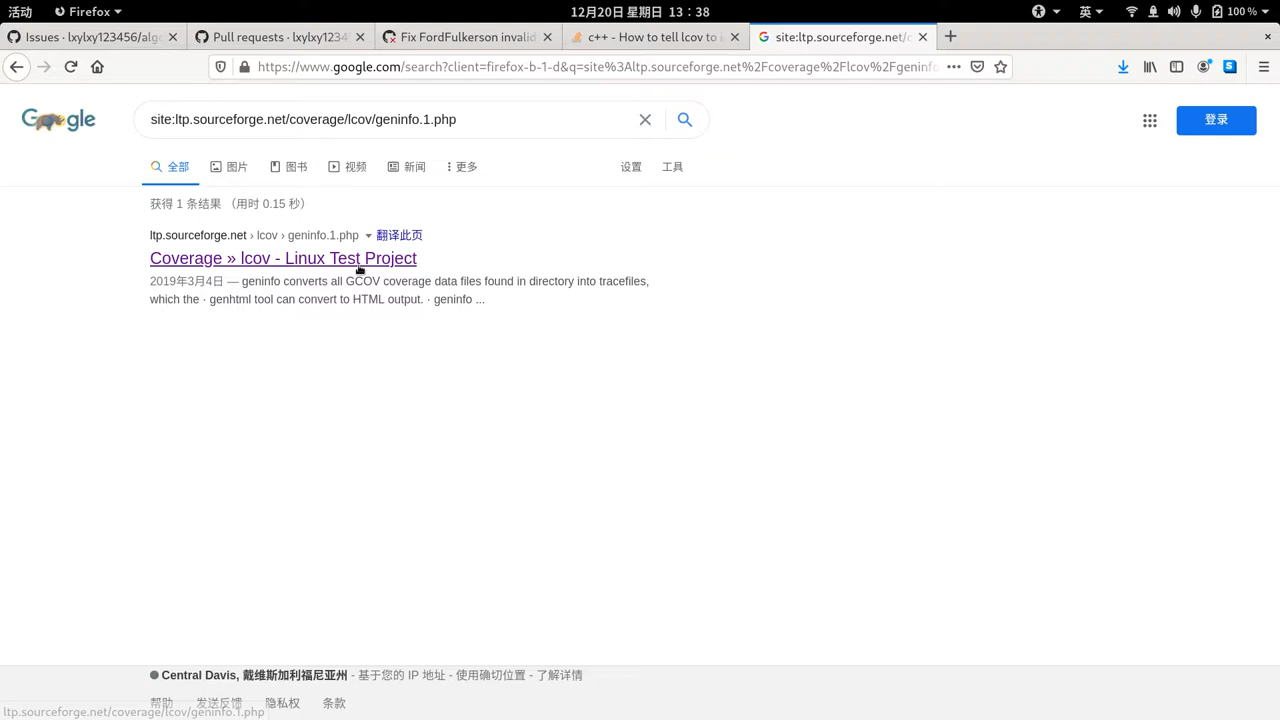 活动 Firefox 12月20日 星期日 13：38 英 100 %
Issues · lxylxy123456/algo Pull requests · lxylxy1234 Fix FordFulkerson invalid c++ - How to tell lcov to i site:ltp.sourceforge.net/c
https://www.google.com/search?client=firefox-b-1-d&q=site%3Altp.sourceforge.net%2Fcoverage%2Flcov%2Fgeninfo
Google site:ltp.sourceforge.net/coverage/lcov/geninfo.1.php 登录
全部 图片 图书 视频 新闻 更多 设置 工具
获得 1 条结果 （用时 0.15 秒）
ltp.sourceforge.net › lcov › geninfo.1.php 翻译此页
Coverage » lcov - Linux Test Project
2019年3月4日 — geninfo converts all GCOV coverage data files found in directory into tracefiles,
which the · genhtml tool can convert to HTML output. · geninfo ...
Central Davis, 戴维斯加利福尼亚州 - 基于您的 IP 地址 - 使用确切位置 - 了解详情
帮助 发送反馈 隐私权 条款
ltp.sourceforge.net/coverage/lcov/geninfo.1.php